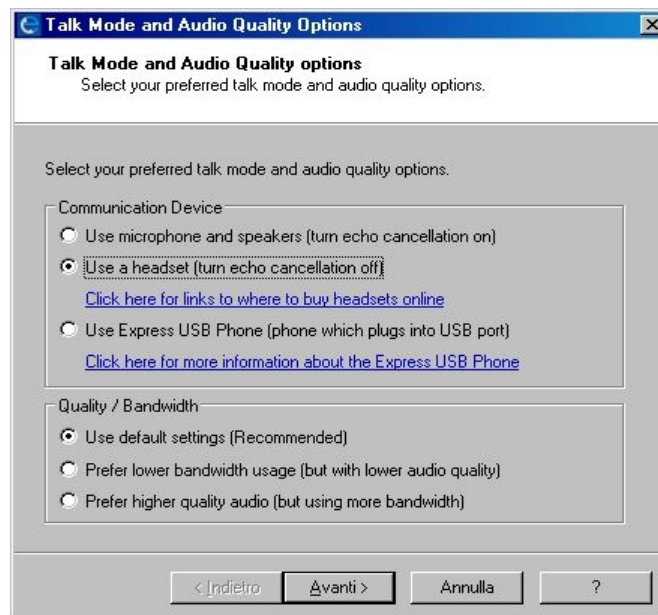 Talk Mode and Audio Quality Options
Talk Mode and Audio Quality options
Select your preferred talk mode and audio quality options.
Select your preferred talk mode and audio quality options.
Communication Device
Use microphone and speakers (turn echo cancellation on)
Use a headset (turn echo cancellation off)
Click here for links to where to buy headsets online
Use Express USB Phone (phone which plugs into USB port)
Click here for more information about the Express USB Phone
Quality / Bandwidth
Use default settings (Recommended)
Prefer lower bandwidth usage (but with lower audio quality)
Prefer higher quality audio (but using more bandwidth)
< Indietro Avanti > Annulla ?